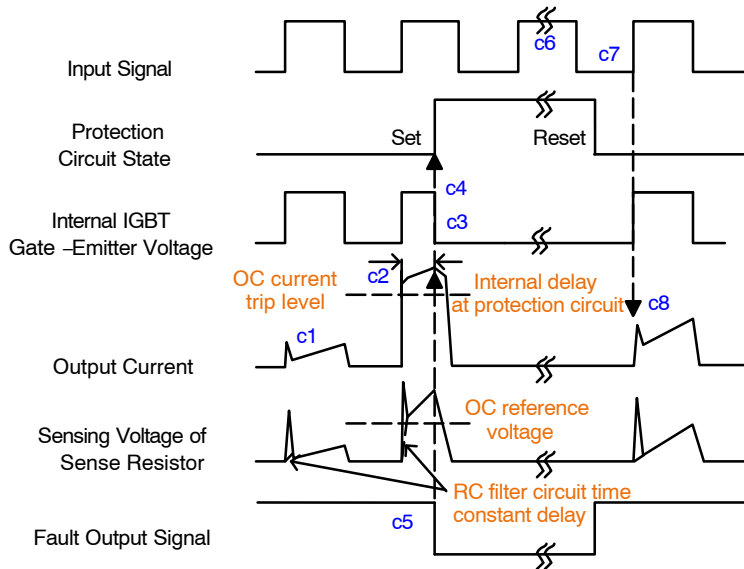 c6
c7
Input Signal
Protection
Circuit State
Set
Reset
c4
c3
Internal IGBT
Gate –Emitter Voltage
c2
OC current
trip level
Internal delay
at protection circuit
c8
c1
Output Current
OC reference
voltage
Sensing Voltage of
Sense Resistor
RC filter circuit time
constant delay
c5
Fault Output Signal